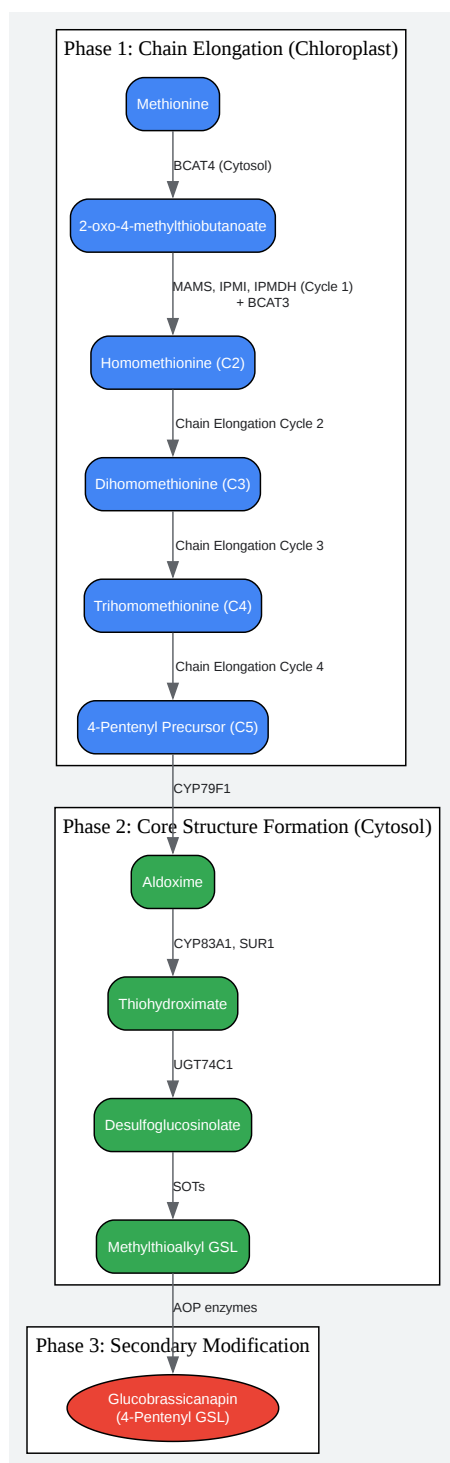 Phase 1: Chain Elongation (Chloroplast)
Methionine
BCAT4 (Cytosol)
2-oxo-4-methylthiobutanoate
MAMS, IPMI, IPMDH (Cycle 1)
+ BCAT3
Homomethionine (C2)
Chain Elongation Cycle 2
Dihomomethionine (C3)
Chain Elongation Cycle 3
Trihomomethionine (C4)
Chain Elongation Cycle 4
4-Pentenyl Precursor (C5)
CYP79F1
Phase 2: Core Structure Formation (Cytosol)
Aldoxime
CYP83A1, SUR1
Thiohydroximate
UGT74C1
Desulfoglucosinolate
SOTs
Methylthioalkyl GSL
AOP enzymes
Phase 3: Secondary Modification
Glucobrassicanapin
(4-Pentenyl GSL)